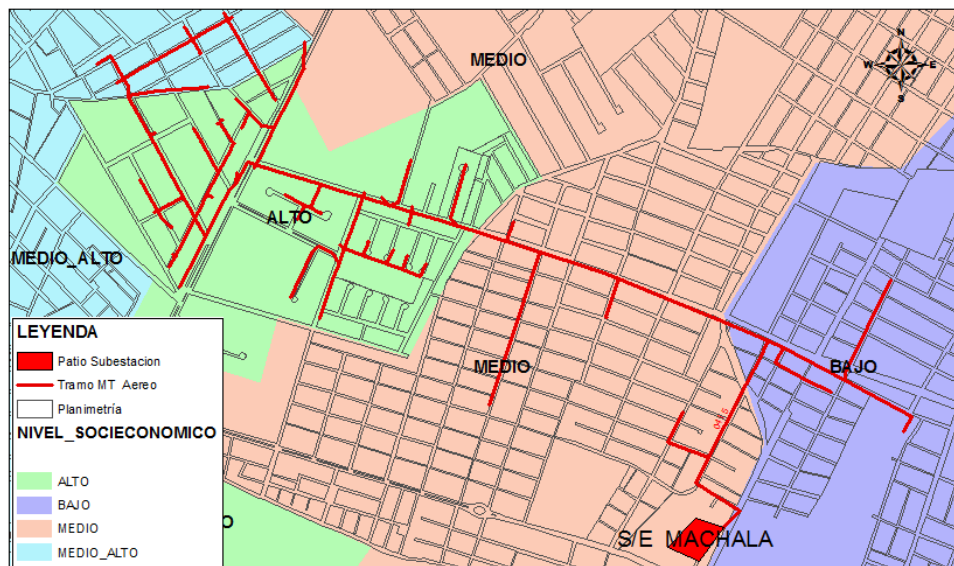 MEDIO
N
W
E
S
ALTO
MEDIO_ALTO
MEDIO
BAJO
S/E MACHALA
LEYENDA
Patio Subestacion
Tramo MT Aereo
Planimetría
NIVEL_SOCIECONOMICO
ALTO
BAJO
MEDIO
MEDIO_ALTO